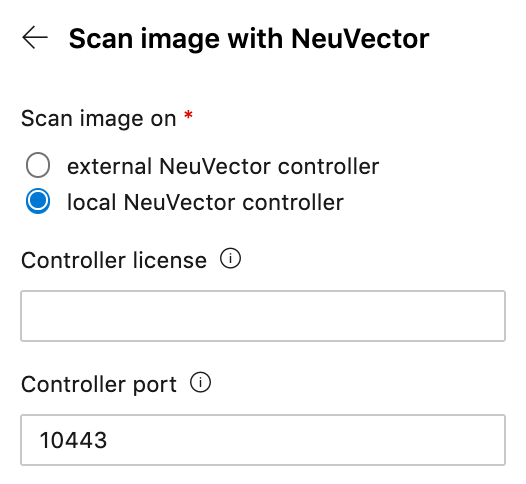 Scan image with NeuVector
Scan image on *
external NeuVector controller
local NeuVector controller
Controller license
Controller port
10443